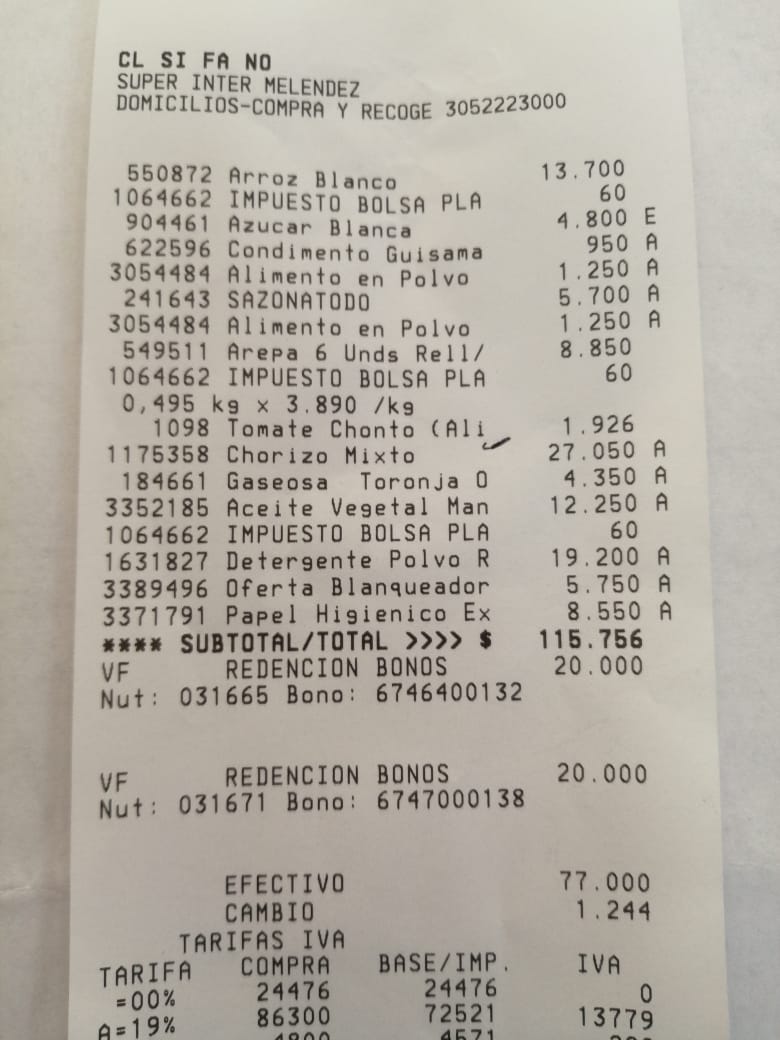 CL SI FA NO
SUPER INTER MELENDEZ
DOMICILIOS-COMPRA Y RECOGE 3052223000
550872 Arroz Blanco 13.700
1064662 IMPUESTO BOLSA PLA 60
904461 Azucar Blanca 4.800 E
622596 Condimento Guisama 950 A
3054484 Alimento en Polvo 1.250 A
241643 SAZONATODO 5.700 A
3054484 Alimento en Polvo 1.250 A
549511 Arepa 6 Unds Rell/ 8.850
1064662 IMPUESTO BOLSA PLA 60
0,495 kg x 3.890 /kg
1098 Tomate Chonto (Ali 1.926
1175358 Chorizo Mixto 27.050 A
184661 Gaseosa Toronja O 4.350 A
3352185 Aceite Vegetal Man 12.250 A
1064662 IMPUESTO BOLSA PLA 60
1631827 Detergente Polvo R 19.200 A
3389496 Oferta Blanqueador 5.750 A
3371791 Papel Higienico Ex 8.550 A
**** SUBTOTAL/TOTAL >>>> $ 115.756
VF REDENCION BONOS 20.000
Nut: 031665 Bono: 6746400132
VF REDENCION BONOS 20.000
Nut: 031671 Bono: 6747000138
EFECTIVO 77.000
CAMBIO 1.244
TARIFAS IVA
TARIFA COMPRA BASE/IMP. IVA
=00% 24476 24476 0
A=19% 86300 72521 13779
4800 4571